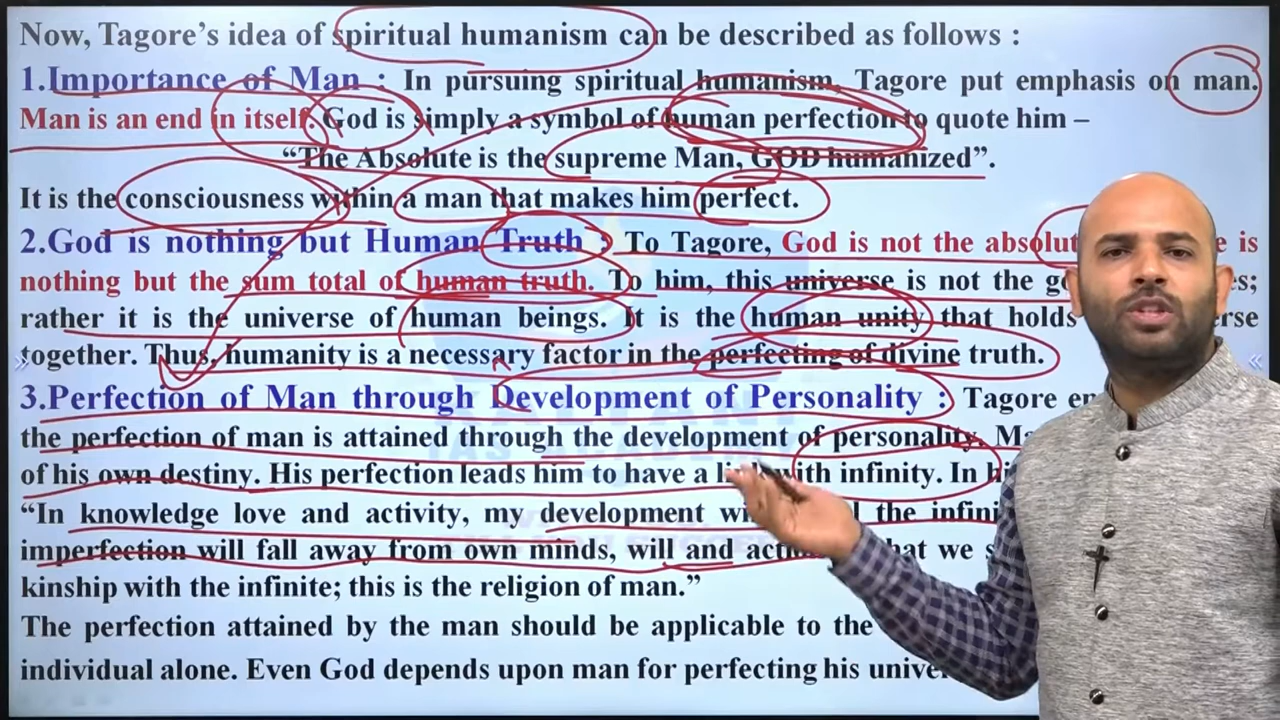 Now, Tagore's idea of spiritual humanism can be described as follows :
1.Importance of Man : In pursuing spiritual humanism, Tagore put emphasis on man.
Man is an end in itself. God is simply a symbol of human perfection to quote him –
“The Absolute is the supreme Man, GOD humanized”.
It is the consciousness within a man that makes him perfect.
2.God is nothing but Human Truth : To Tagore, God is not the is
nothing but the sum total of human truth. To him, this universe is not the
rather it is the universe of human beings. It is the human unity that holds
together. Thus, humanity is a necessary factor in the perfecting of divine truth.
3.Perfection of Man through Development of Personality : Tagore
the perfection of man is attained through the development of personality.
of his own destiny. His perfection leads him to have a link with infinity. In
“In knowledge love and activity, my development the
imperfection will fall away from own minds, will and that we
kinship with the infinite; this is the religion of man.”
The perfection attained by the man should be applicable to the
individual alone. Even God depends upon man for perfecting his